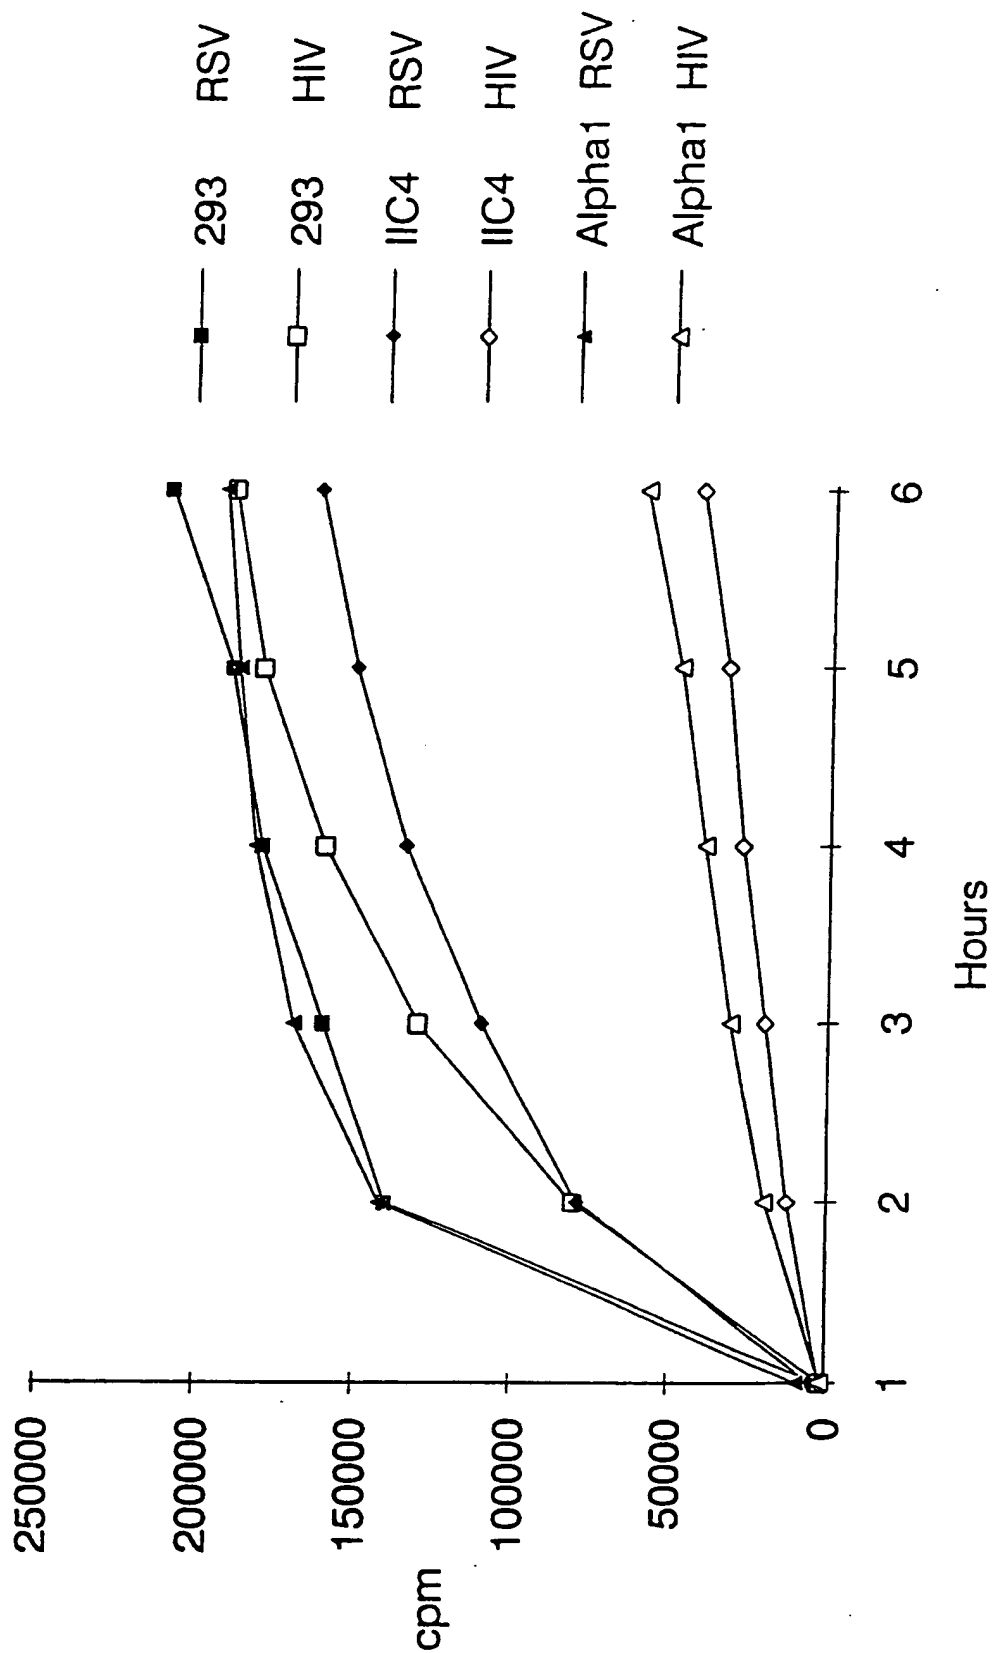 cpm
250000
200000
150000
100000
50000
0
1
2
3
4
5
6
Hours
293 RSV
293 HIV
IIC4 RSV
IIC4 HIV
Alpha1 RSV
Alpha1 HIV